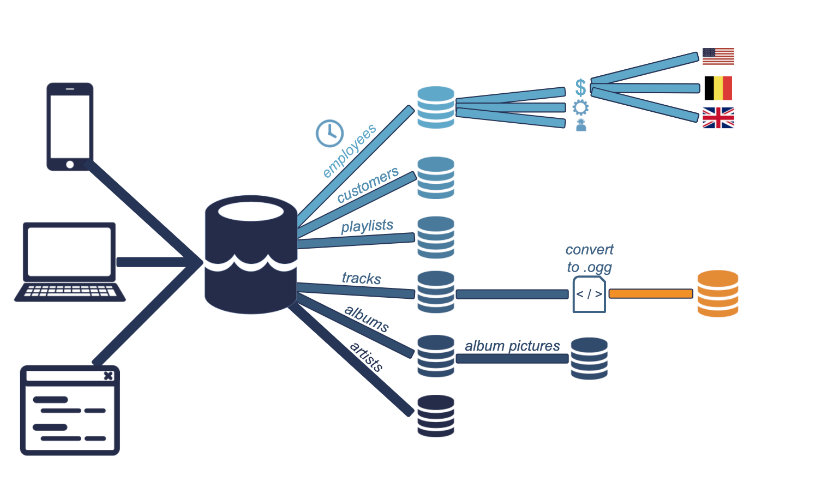 employees
customers
playlists
tracks
albums
artists
$
convert
to .ogg
< / >
album pictures